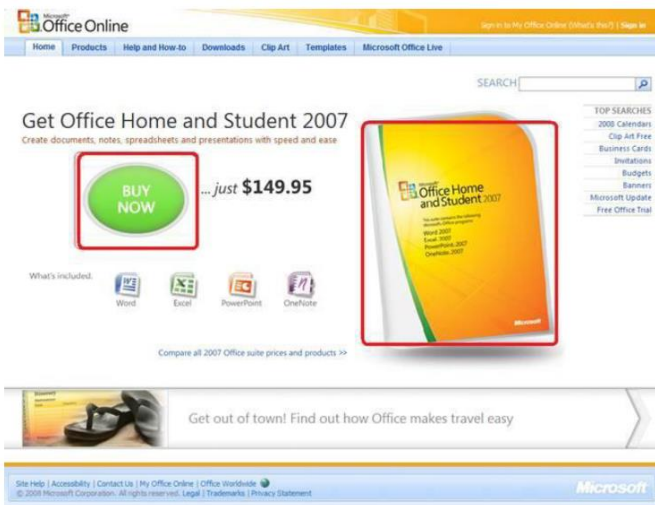 Microsoft
Office Online
Sign in to My Office Online (What's this?) | Sign in
Home Products Help and How-to Downloads Clip Art Templates Microsoft Office Live
SEARCH
Get Office Home and Student 2007
Create documents, notes, spreadsheets and presentations with speed and ease
BUY
NOW
... just $149.95
What's included.
Word Excel PowerPoint OneNote
Compare all 2007 Office suite prices and products >>
Microsoft
Office Home
and Student 2007
Word 2007
Excel 2007
PowerPoint 2007
OneNote 2007
Microsoft
TOP SEARCHES
2008 Calendars
Clip Art Free
Business Cards
Invitations
Budgets
Banners
Microsoft Update
Free Office Trial
Get out of town! Find out how Office makes travel easy
Site Help | Accessibility | Contact Us | My Office Online | Office Worldwide
© 2008 Microsoft Corporation. All rights reserved. Legal | Trademarks | Privacy Statement
Microsoft